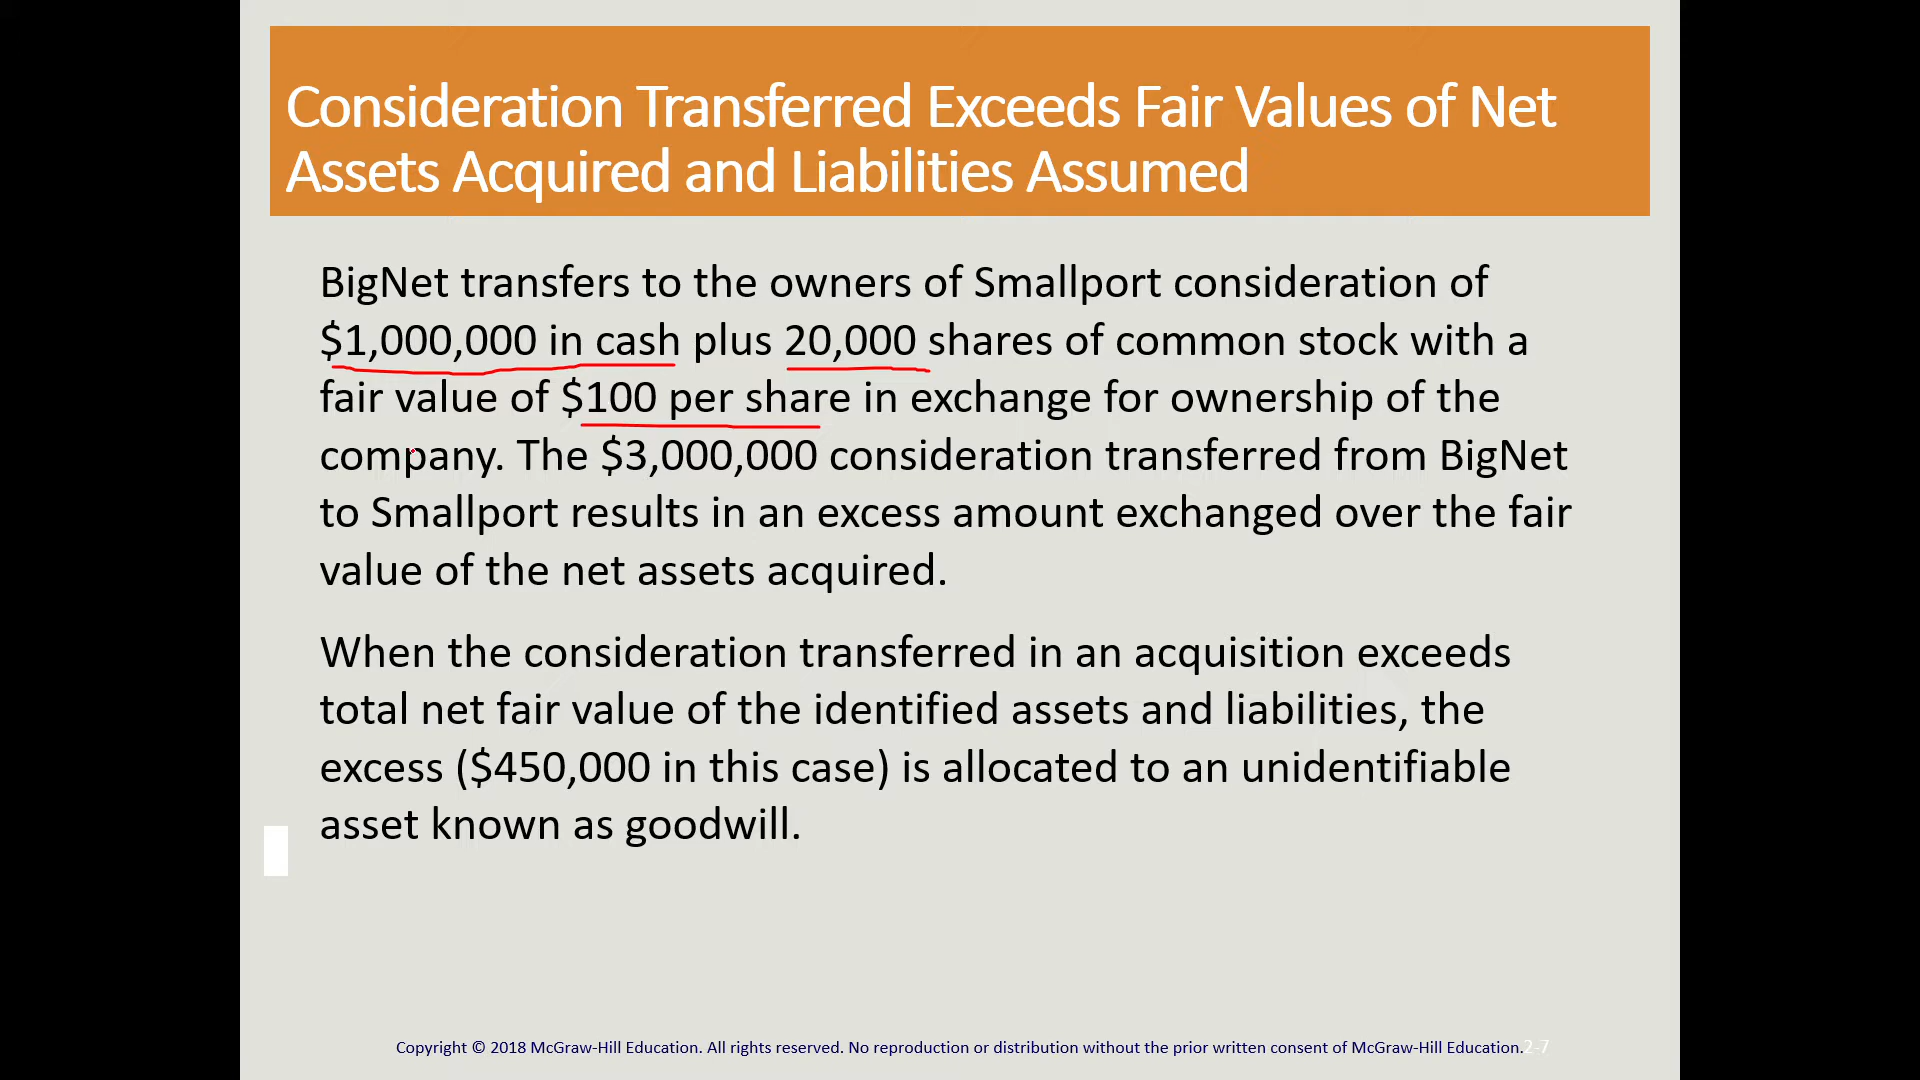 Consideration Transferred Exceeds Fair Values of Net
Assets Acquired and Liabilities Assumed
BigNet transfers to the owners of Smallport consideration of
$1,000,000 in cash plus 20,000 shares of common stock with a
fair value of $100 per share in exchange for ownership of the
company. The $3,000,000 consideration transferred from BigNet
to Smallport results in an excess amount exchanged over the fair
value of the net assets acquired.
When the consideration transferred in an acquisition exceeds
total net fair value of the identified assets and liabilities, the
excess ($450,000 in this case) is allocated to an unidentifiable
asset known as goodwill.
Copyright © 2018 McGraw-Hill Education. All rights reserved. No reproduction or distribution without the prior written consent of McGraw-Hill Education.2-7